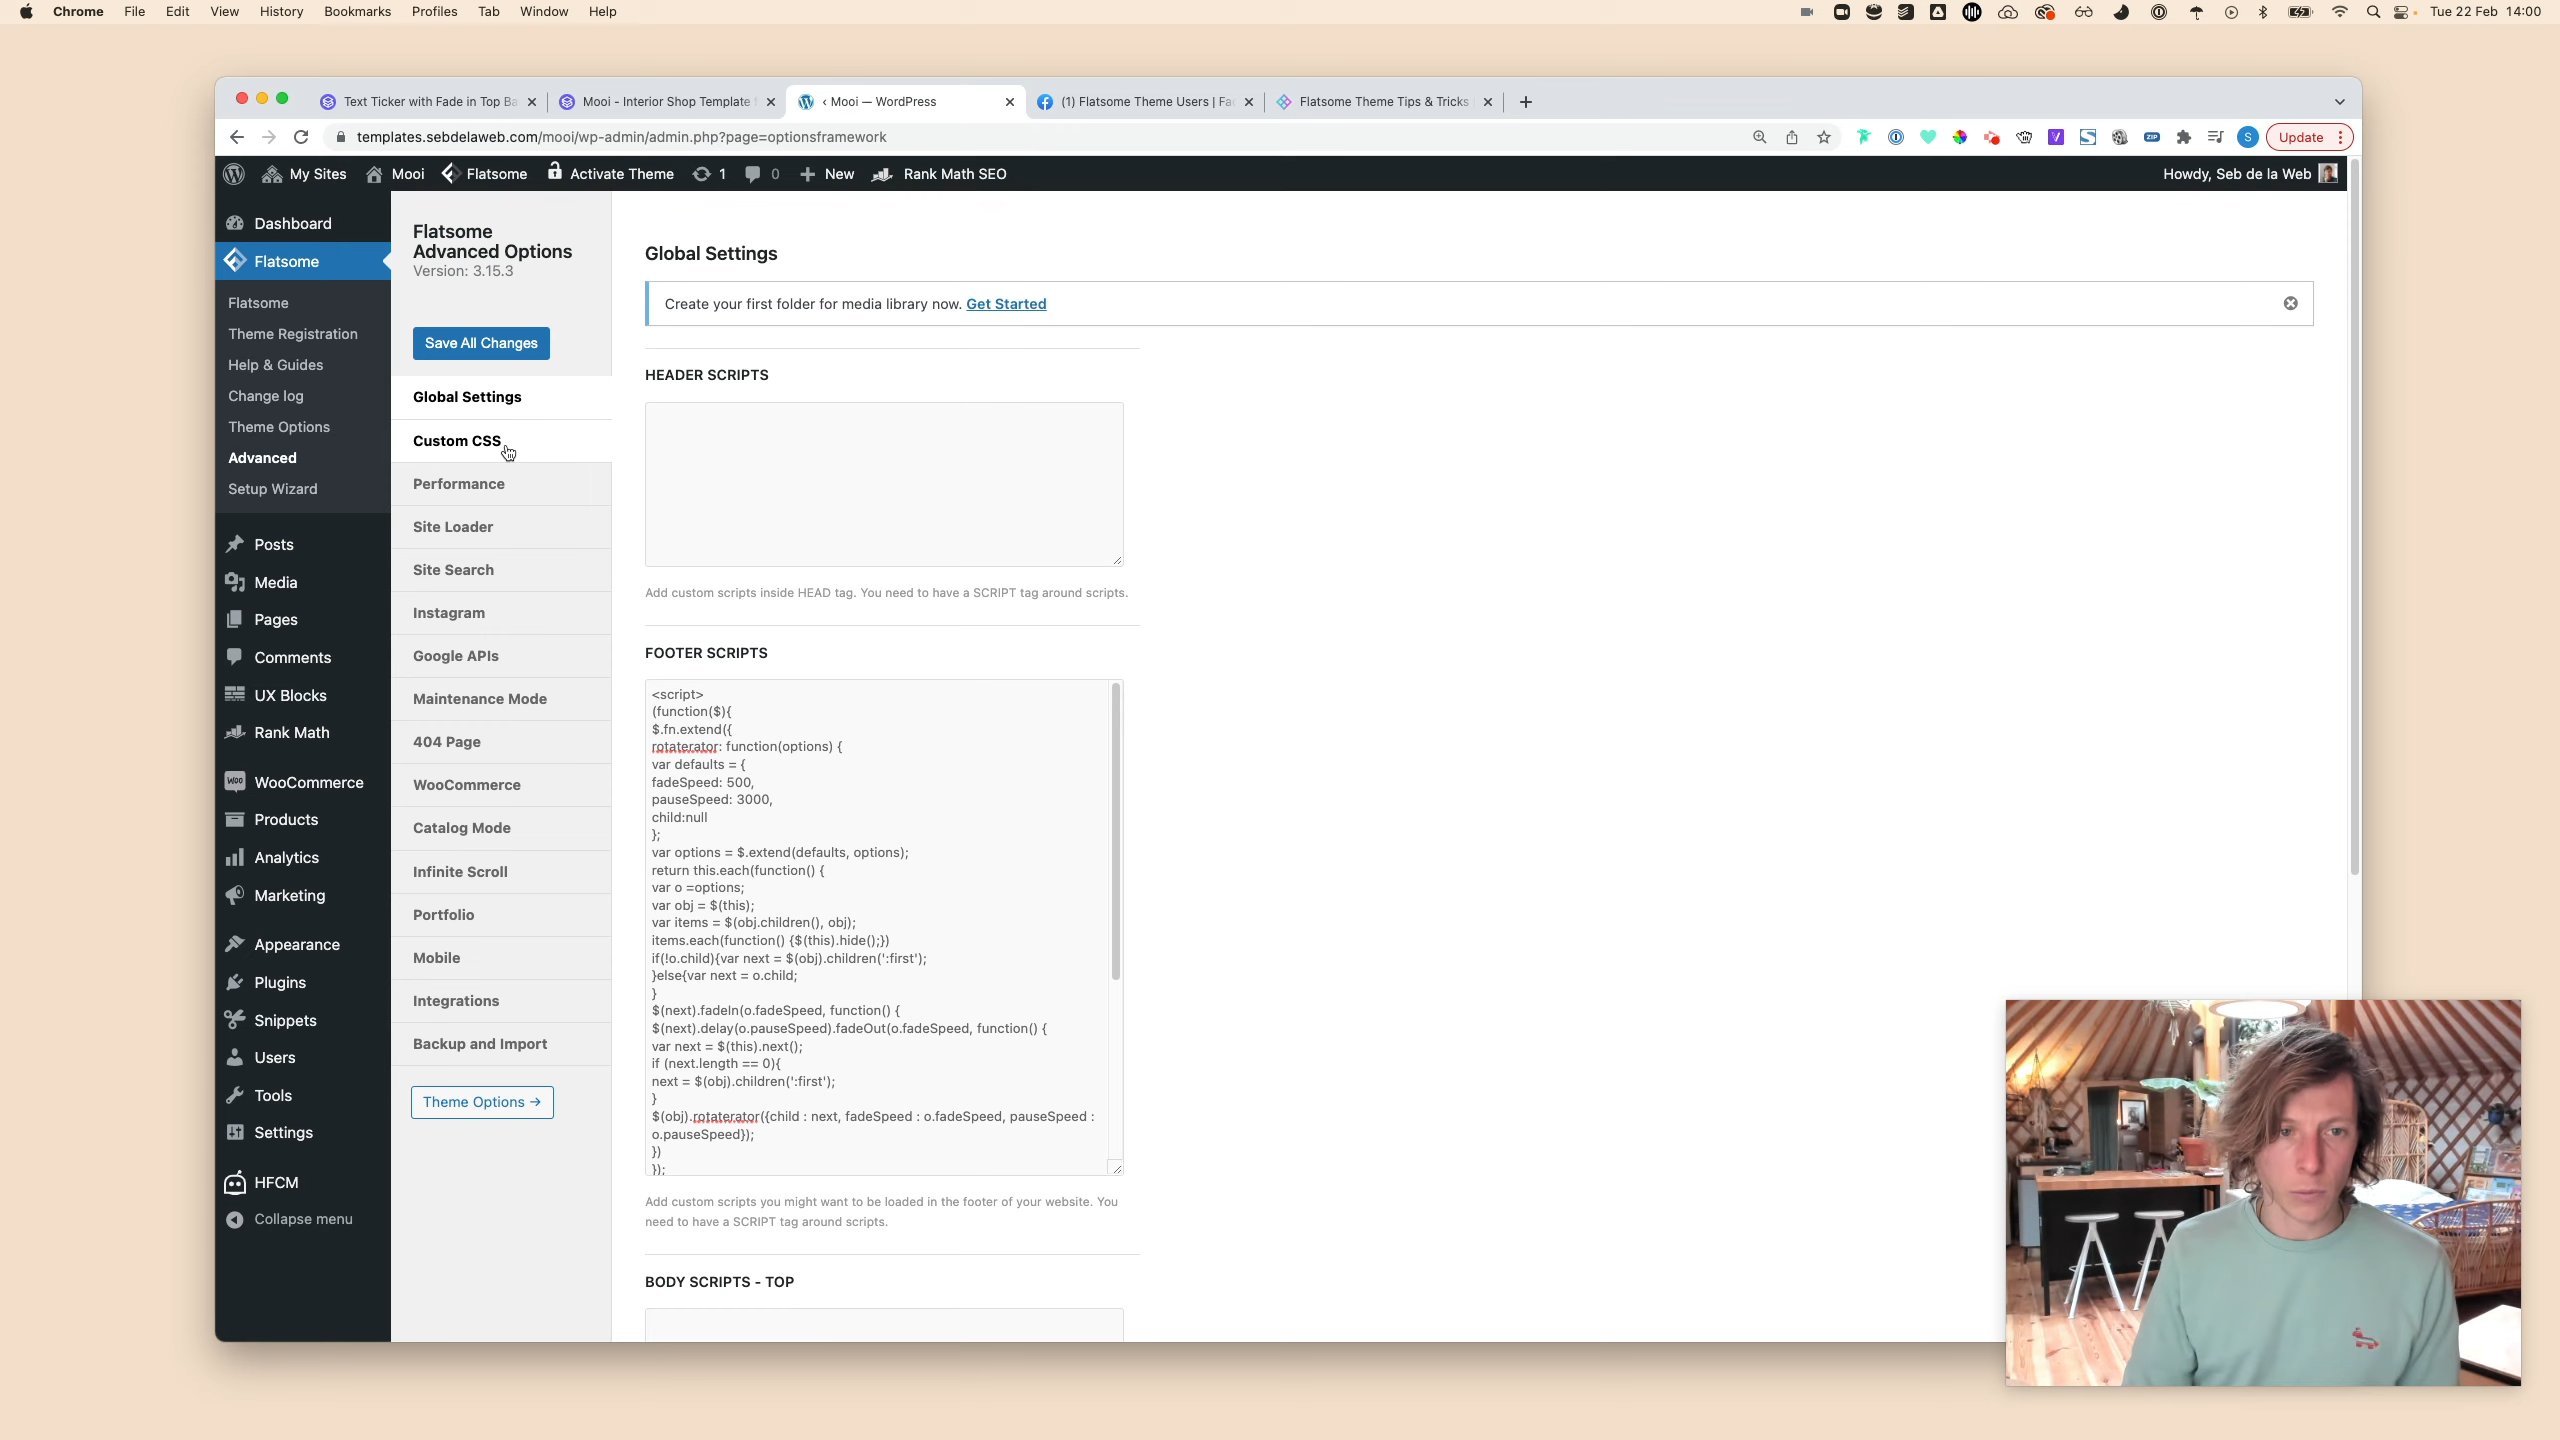 Chrome File Edit View History Bookmarks Profiles Tab Window Help
Tue 22 Feb 14:00
Text Ticker with Fade in Top Ba
Mooi - Interior Shop Template
‹ Mooi — WordPress
(1) Flatsome Theme Users | Fa
Flatsome Theme Tips & Tricks
templates.sebdelaweb.com/mooi/wp-admin/admin.php?page=optionsframework
ZIP
S
Update
My Sites Mooi Flatsome Activate Theme 1 0 New Rank Math SEO
Howdy, Seb de la Web
Dashboard
Flatsome
Flatsome
Theme Registration
Help & Guides
Change log
Theme Options
Advanced
Setup Wizard
Posts
Media
Pages
Comments
UX Blocks
Rank Math
WooCommerce
Products
Analytics
Marketing
Appearance
Plugins
Snippets
Users
Tools
Settings
HFCM
Collapse menu
Flatsome
Advanced Options
Version: 3.15.3
Save All Changes
Global Settings
Custom CSS
Performance
Site Loader
Site Search
Instagram
Google APIs
Maintenance Mode
404 Page
WooCommerce
Catalog Mode
Infinite Scroll
Portfolio
Mobile
Integrations
Backup and Import
Theme Options →
Global Settings
Create your first folder for media library now. Get Started
HEADER SCRIPTS
Add custom scripts inside HEAD tag. You need to have a SCRIPT tag around scripts.
FOOTER SCRIPTS
<script>
(function($){
$.fn.extend({
rotaterator: function(options) {
var defaults = {
fadeSpeed: 500,
pauseSpeed: 3000,
child:null
};
var options = $.extend(defaults, options);
return this.each(function() {
var o =options;
var obj = $(this);
var items = $(obj.children(), obj);
items.each(function() {$(this).hide();})
if(!o.child){var next = $(obj).children(':first');
}else{var next = o.child;
}
$(next).fadeIn(o.fadeSpeed, function() {
$(next).delay(o.pauseSpeed).fadeOut(o.fadeSpeed, function() {
var next = $(this).next();
if (next.length == 0){
next = $(obj).children(':first');
}
$(obj).rotaterator({child : next, fadeSpeed : o.fadeSpeed, pauseSpeed :
o.pauseSpeed});
})
});
Add custom scripts you might want to be loaded in the footer of your website. You
need to have a SCRIPT tag around scripts.
BODY SCRIPTS - TOP